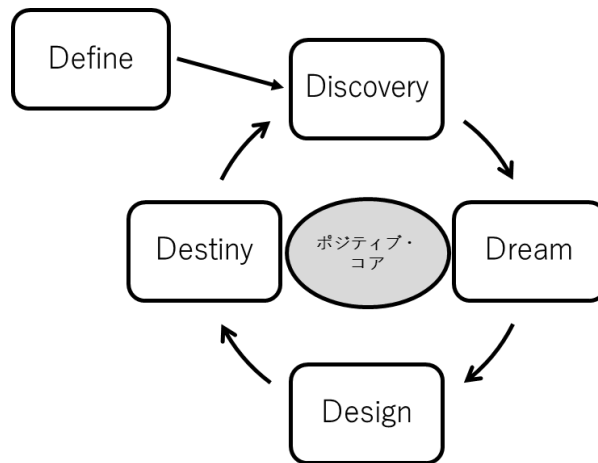 Define
Discovery
Destiny
ポジティブ・
コア
Dream
Design